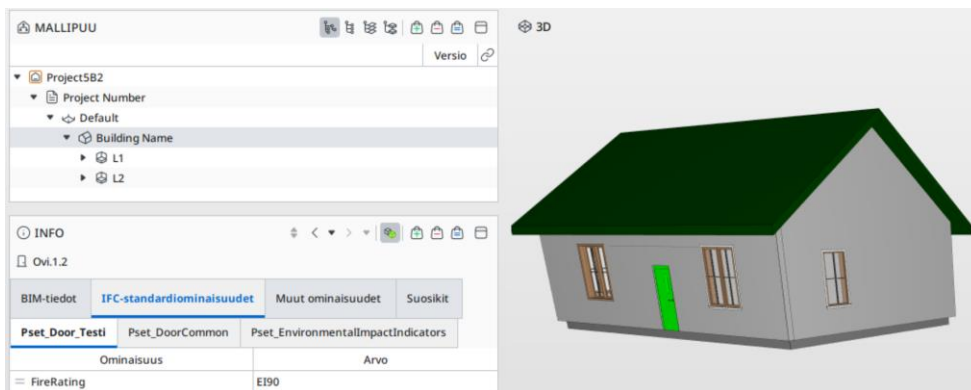 MALLIPUU
Versio
Project5B2
Project Number
Default
Building Name
L1
L2
INFO
Ovi.1.2
BIM-tiedot IFC-standardiominaisuudet Muut ominaisuudet Suosikit
Pset_Door_Testi Pset_DoorCommon Pset_EnvironmentalImpactIndicators
Ominaisuus Arvo
FireRating EI90
3D